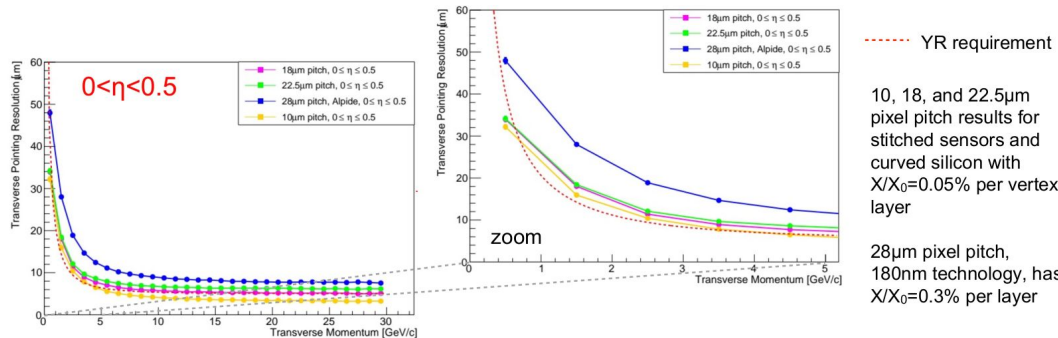 0<η<0.5
Transverse Pointing Resolution [μm]
60
50
40
30
20
10
0
18μm pitch, 0 ≤ η ≤ 0.5
22.5μm pitch, 0 ≤ η ≤ 0.5
28μm pitch, Alpide, 0 ≤ η ≤ 0.5
10μm pitch, 0 ≤ η ≤ 0.5
0 5 10 15 20 25 30
Transverse Momentum [GeV/c]
Transverse Pointing Resolution [μm]
60
50
40
30
20
10
0
18μm pitch, 0 ≤ η ≤ 0.5
22.5μm pitch, 0 ≤ η ≤ 0.5
28μm pitch, Alpide, 0 ≤ η ≤ 0.5
10μm pitch, 0 ≤ η ≤ 0.5
zoom
0 1 2 3 4 5
Transverse Momentum [GeV/c]
YR requirement
10, 18, and 22.5μm
pixel pitch results for
stitched sensors and
curved silicon with
X/X₀=0.05% per vertex
layer
28μm pixel pitch,
180nm technology, has
X/X₀=0.3% per layer